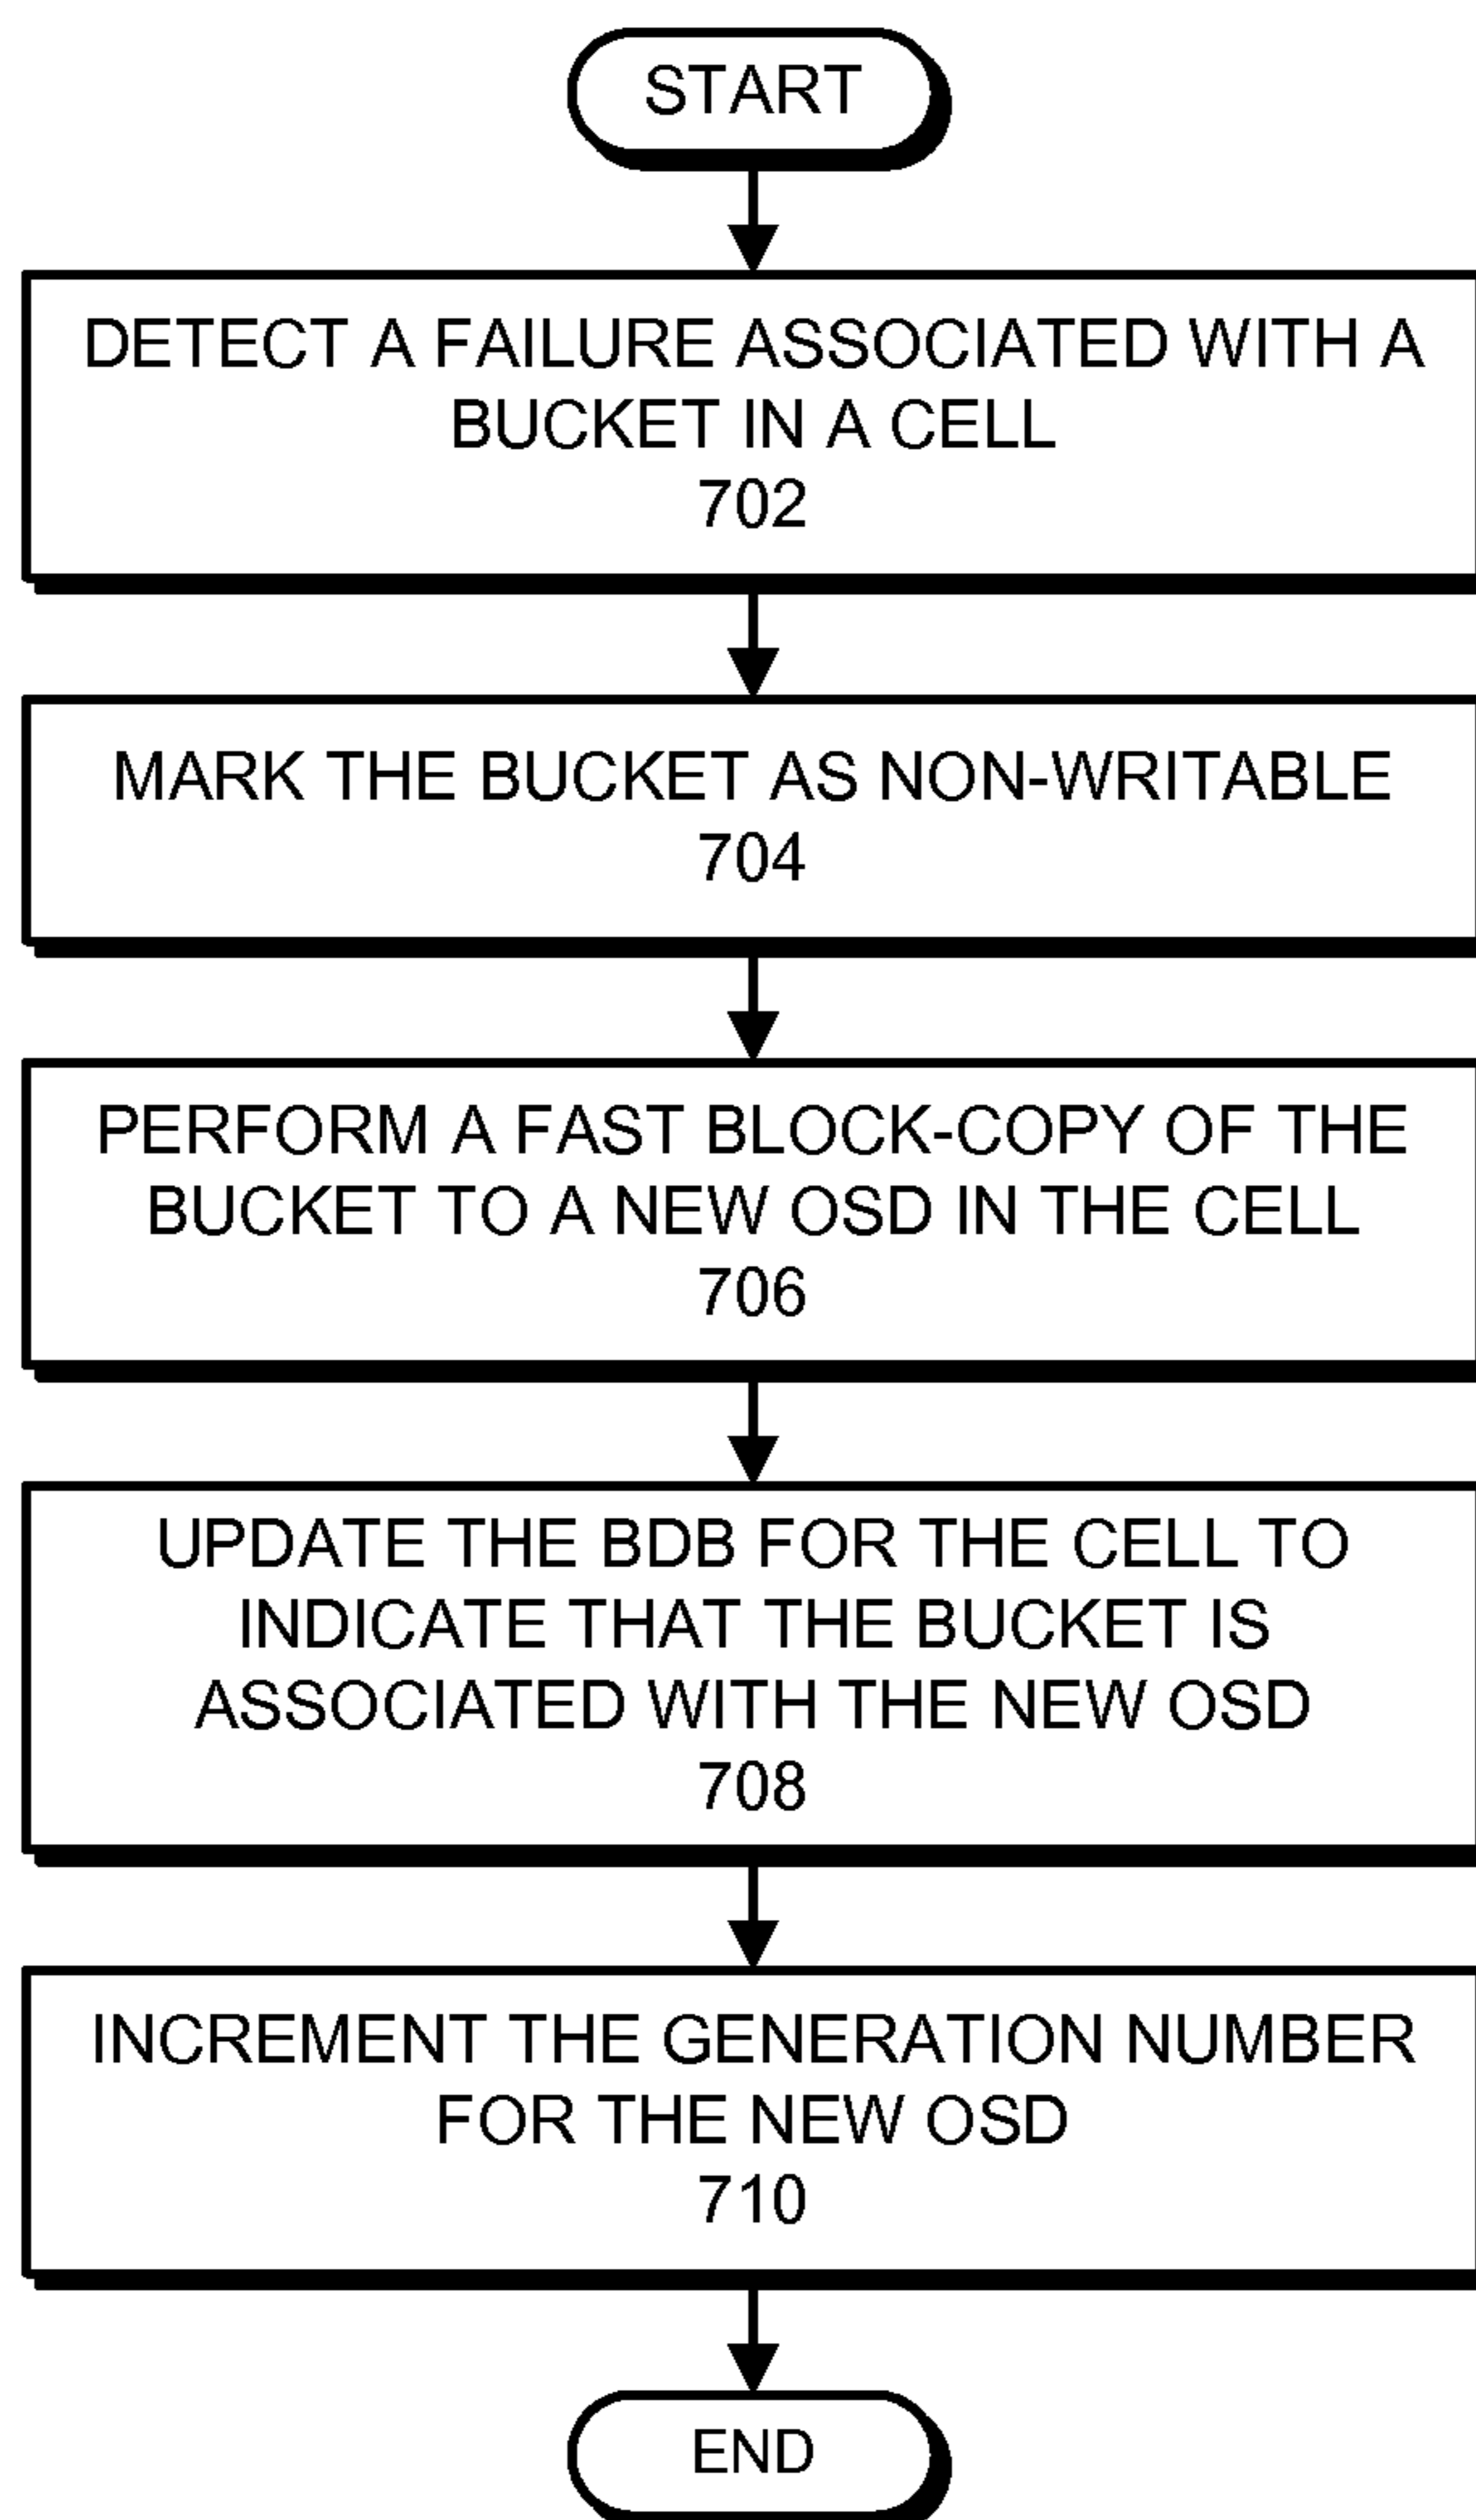 START
DETECT A FAILURE ASSOCIATED WITH A
BUCKET IN A CELL
702
MARK THE BUCKET AS NON-WRITABLE
704
PERFORM A FAST BLOCK-COPY OF THE
BUCKET TO A NEW OSD IN THE CELL
706
UPDATE THE BDB FOR THE CELL TO
INDICATE THAT THE BUCKET IS
ASSOCIATED WITH THE NEW OSD
708
INCREMENT THE GENERATION NUMBER
FOR THE NEW OSD
710
END